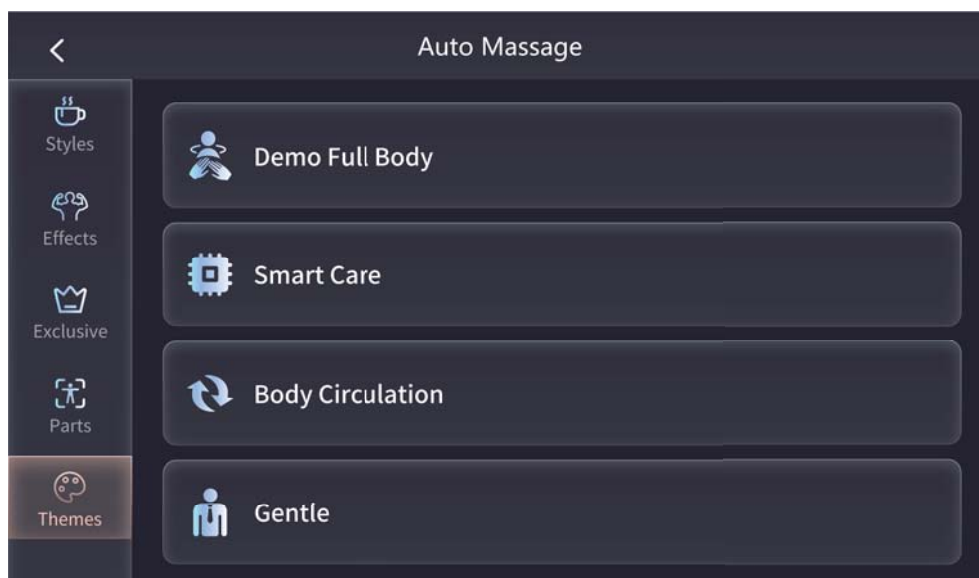 Auto Massage
Styles
Effects
Exclusive
Parts
Themes
Demo Full Body
Smart Care
Body Circulation
Gentle